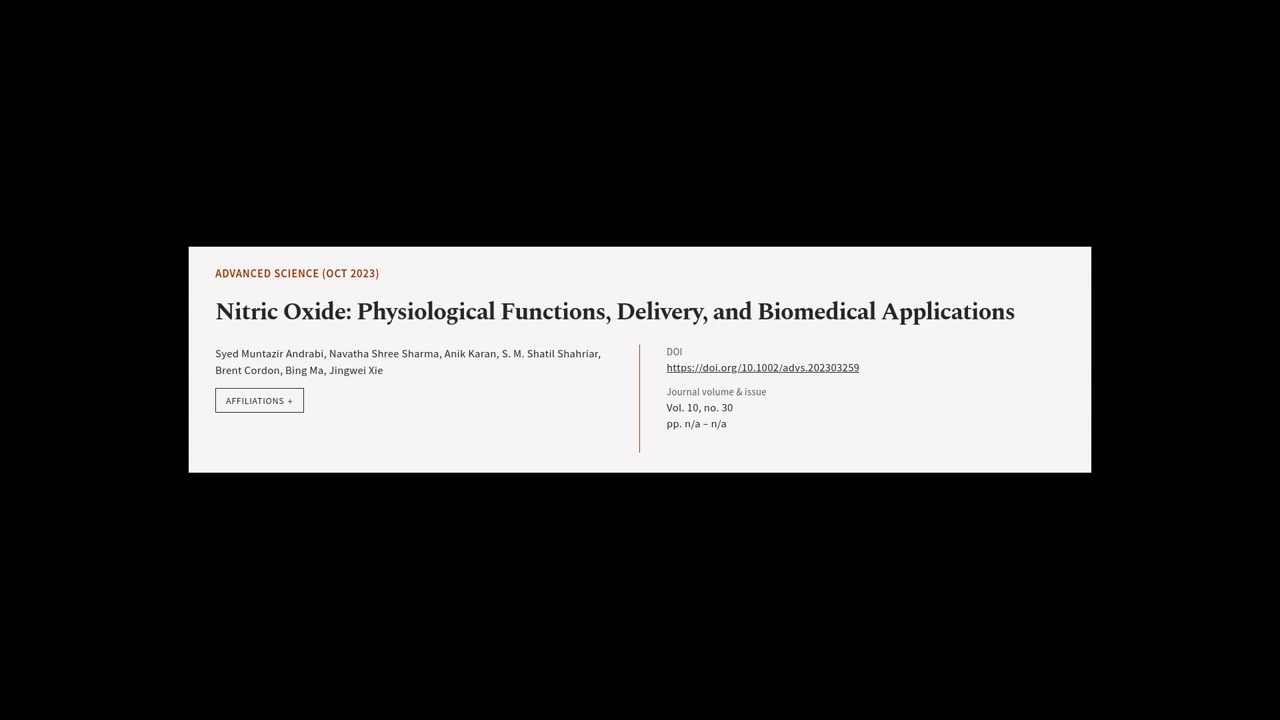 ADVANCED SCIENCE (OCT 2023)
Nitric Oxide: Physiological Functions, Delivery, and Biomedical Applications
Syed Muntazir Andrabi, Navatha Shree Sharma, Anik Karan, S. M. Shatil Shahriar,
Brent Cordon, Bing Ma, Jingwei Xie
AFFILIATIONS +
DOI
https://doi.org/10.1002/advs.202303259
Journal volume & issue
Vol. 10, no. 30
pp. n/a – n/a